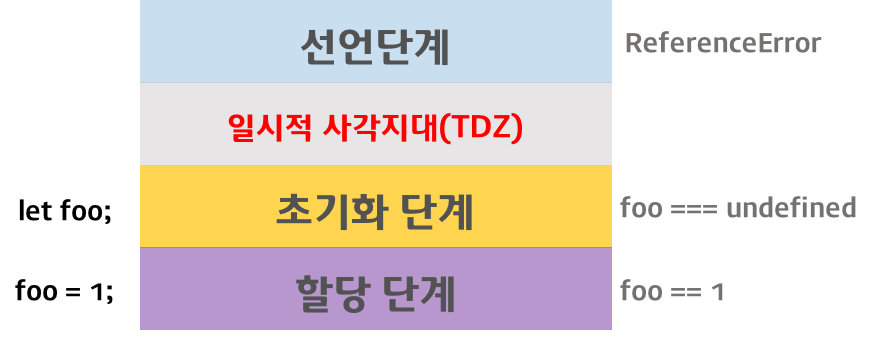 선언단계 ReferenceError
일시적 사각지대(TDZ)
let foo; 초기화 단계 foo === undefined
foo = 1; 할당 단계 foo == 1